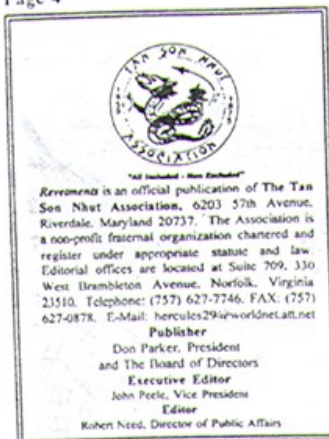 Page 4
TAN SON NHUT
ASSOCIATION
"All Included - Non Excluded"
Revetments is an official publication of The Tan
Son Nhut Association, 6203 57th Avenue,
Riverdale, Maryland 20737. The Association is
a non-profit fraternal organization chartered and
register under appropriate statute and law.
Editorial offices are located at Suite 709, 330
West Brambleton Avenue, Norfolk, Virginia
23510. Telephone: (757) 627-7746. FAX: (757)
627-0878. E-Mail: hercules29@worldnet.att.net
Publisher
Don Parker, President
and The Board of Directors
Executive Editor
John Peele, Vice President
Editor
Robert Need, Director of Public Affairs